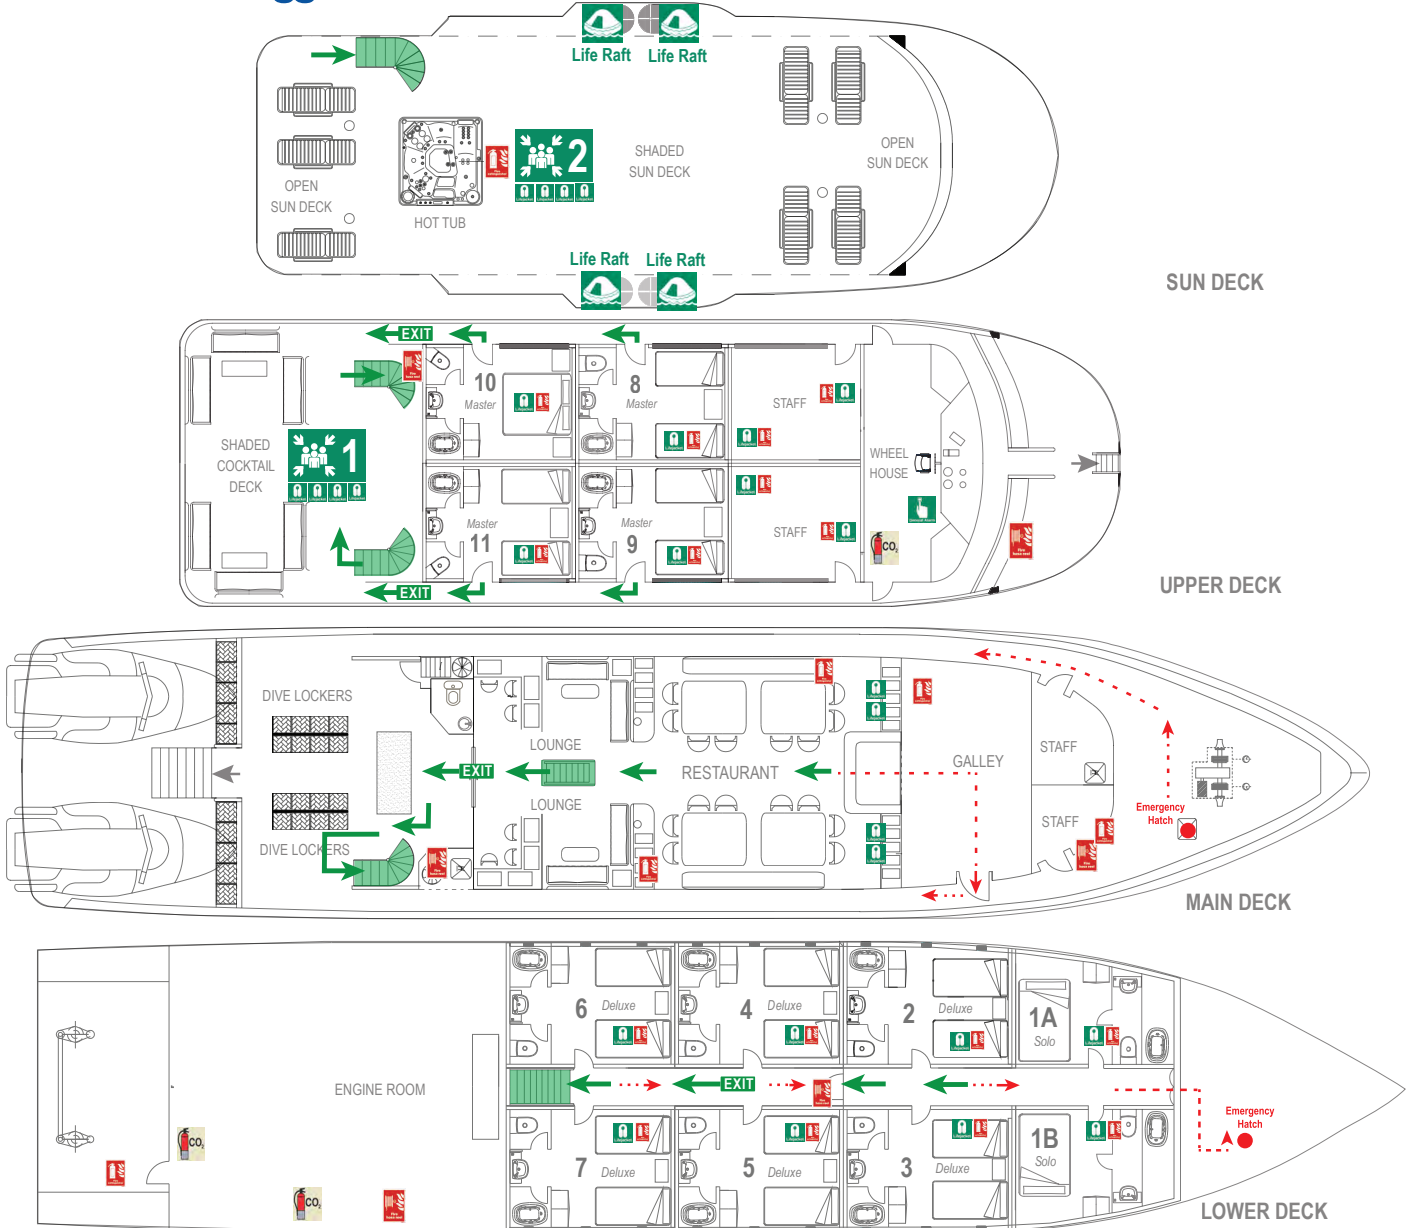 Life Raft Life Raft
2
SHADED
SUN DECK
OPEN
SUN DECK
OPEN
SUN DECK
HOT TUB
Life Raft Life Raft
SUN DECK
EXIT
10
Master
8
Master
STAFF
SHADED
COCKTAIL
DECK
1
WHEEL
HOUSE
Master
11
Master
9
STAFF
CO2
EXIT
UPPER DECK
DIVE LOCKERS
LOUNGE
EXIT
RESTAURANT
GALLEY
STAFF
LOUNGE
Emergency
Hatch
STAFF
DIVE LOCKERS
MAIN DECK
6 Deluxe
4 Deluxe
2 Deluxe
1A
Solo
ENGINE ROOM
EXIT
Emergency
Hatch
CO2
7 Deluxe
5 Deluxe
3 Deluxe
1B
Solo
CO2
LOWER DECK